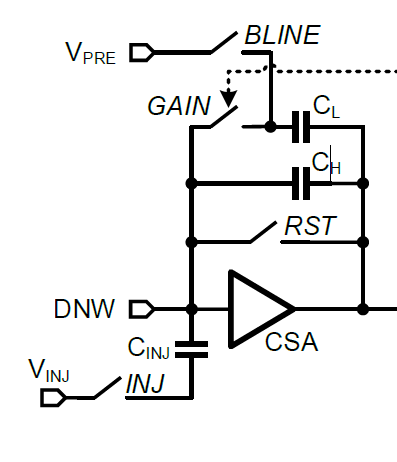 BLINE
VPRE
GAIN
CL
CH
RST
DNW
CSA
CINJ
VINJ
INJ